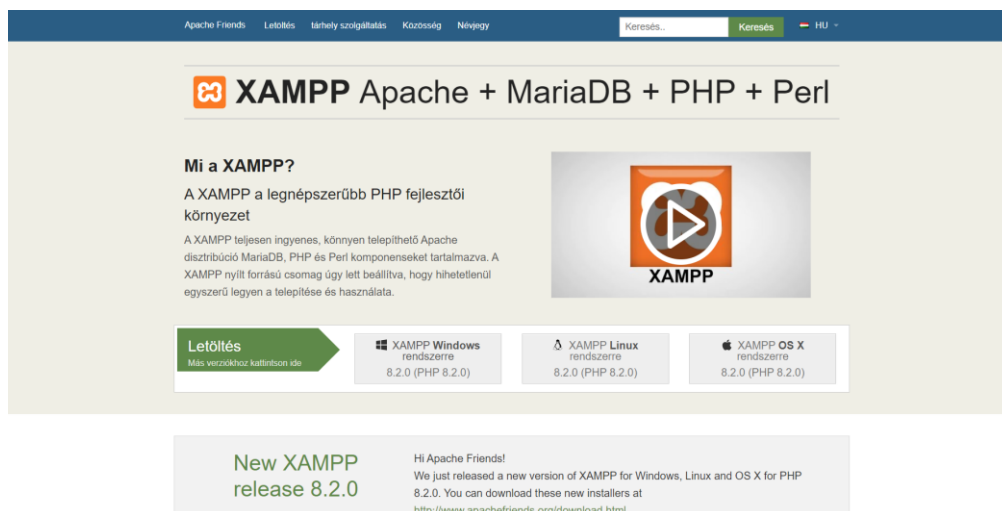 Apache Friends Letöltés tárhely szolgáltatás Közösség Névjegy Keresés.. Keresés HU
XAMPP Apache + MariaDB + PHP + Perl
Mi a XAMPP?
A XAMPP a legnépszerűbb PHP fejlesztői
környezet
A XAMPP teljesen ingyenes, könnyen telepíthető Apache
disztribúció MariaDB, PHP és Perl komponenseket tartalmazva. A
XAMPP nyílt forrású csomag úgy lett beállítva, hogy hihetetlenül
egyszerű legyen a telepítése és használata.
XAMPP
Letöltés
Más verziókhoz kattintson ide
XAMPP Windows
rendszerre
8.2.0 (PHP 8.2.0)
XAMPP Linux
rendszerre
8.2.0 (PHP 8.2.0)
XAMPP OS X
rendszerre
8.2.0 (PHP 8.2.0)
New XAMPP
release 8.2.0
Hi Apache Friends!
We just released a new version of XAMPP for Windows, Linux and OS X for PHP
8.2.0. You can download these new installers at
http://www.apachefriends.org/download.html